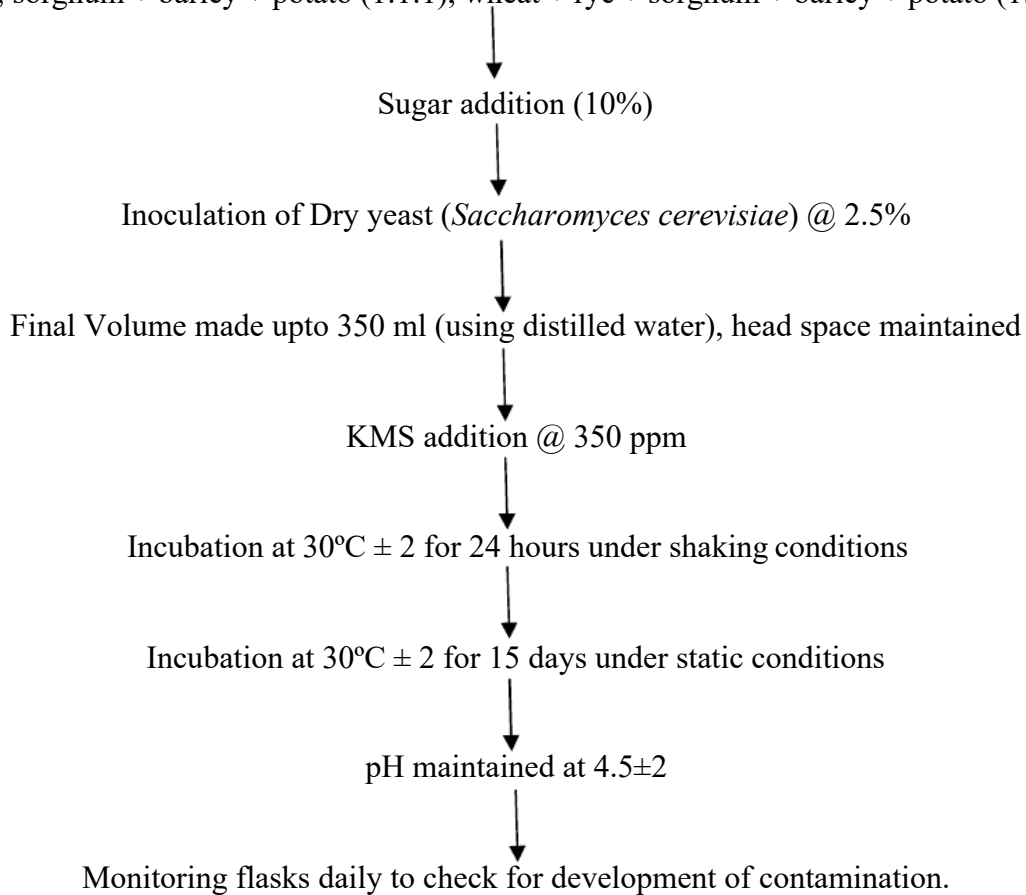 sorghum + barley + potato (1:1:1), wheat + rye + sorghum + barley + potato
Sugar addition (10%)
Inoculation of Dry yeast (Saccharomyces cerevisiae) @ 2.5%
Final Volume made upto 350 ml (using distilled water), head space maintained
KMS addition @ 350 ppm
Incubation at 30ºC ± 2 for 24 hours under shaking conditions
Incubation at 30ºC ± 2 for 15 days under static conditions
pH maintained at 4.5±2
Monitoring flasks daily to check for development of contamination.